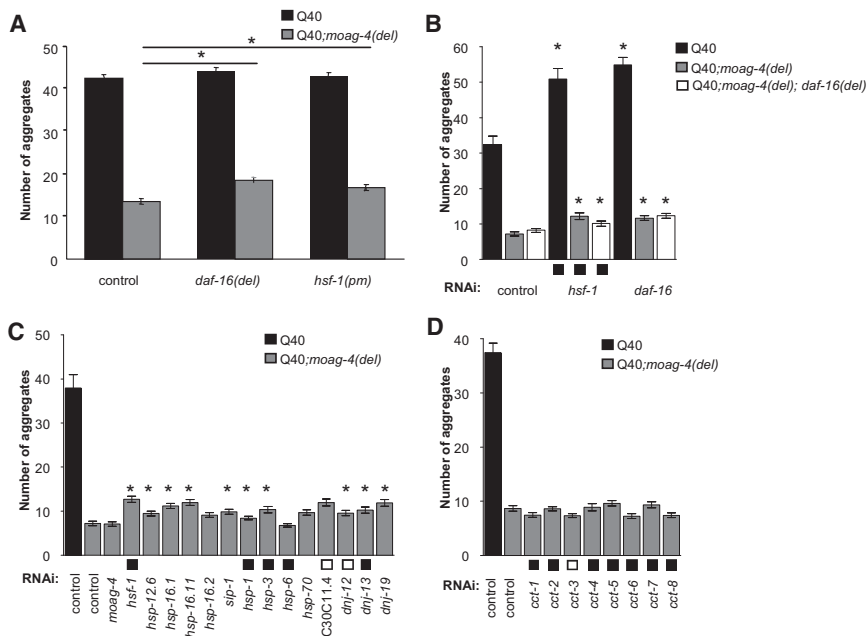 A
Q40
Q40;moag-4(del)
Number of aggregates
50
40
30
20
10
0
*
*
control
daf-16(del)
hsf-1(pm)
B
Q40
Q40;moag-4(del)
Q40;moag-4(del); daf-16(del)
Number of aggregates
60
50
40
30
20
10
0
* * * * * *
RNAi:
control
hsf-1
daf-16
C
Q40
Q40;moag-4(del)
Number of aggregates
50
40
30
20
10
0
* * * * * * * * * *
RNAi:
control
control
moag-4
hsf-1
hsp-12.6
hsp-16.1
hsp-16.11
hsp-16.2
sip-1
hsp-1
hsp-3
hsp-6
hsp-70
C30C11.4
dnj-12
dnj-13
dnj-19
D
Q40
Q40;moag-4(del)
Number of aggregates
40
30
20
10
0
RNAi:
control
control
cct-1
cct-2
cct-3
cct-4
cct-5
cct-6
cct-7
cct-8